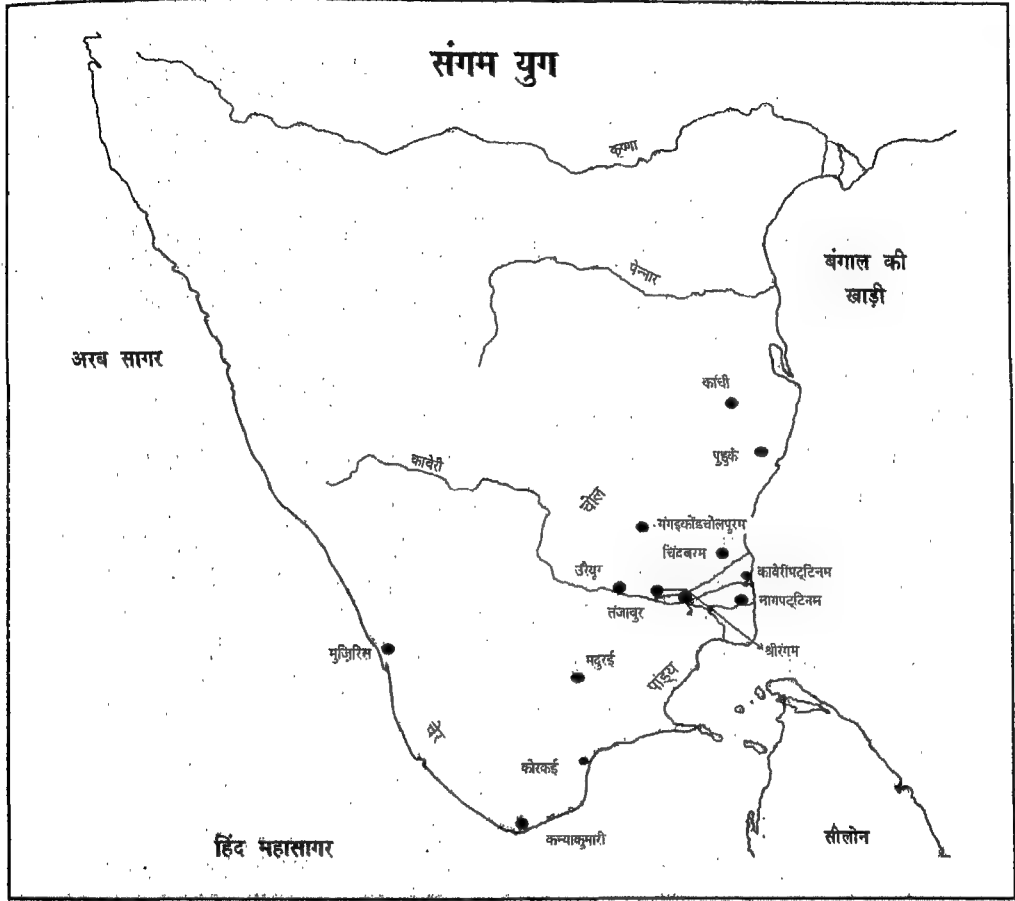 संगम युग
कृष्णा
बंगाल की
खाड़ी
पेन्नार
अरब सागर
कांची
पुहुके
कावेरी
चोल
गंगइकोंडचोलपुरम
चिंदबरम
उरैयूर
कावेरीपट्टिनम
नागपट्टिनम
तंजावुर
मुज़िरिस
श्रीरंगम
मदुरई
पांड्य
चेर
कोरकई
कन्याकुमारी
हिंद महासागर
सीलोन